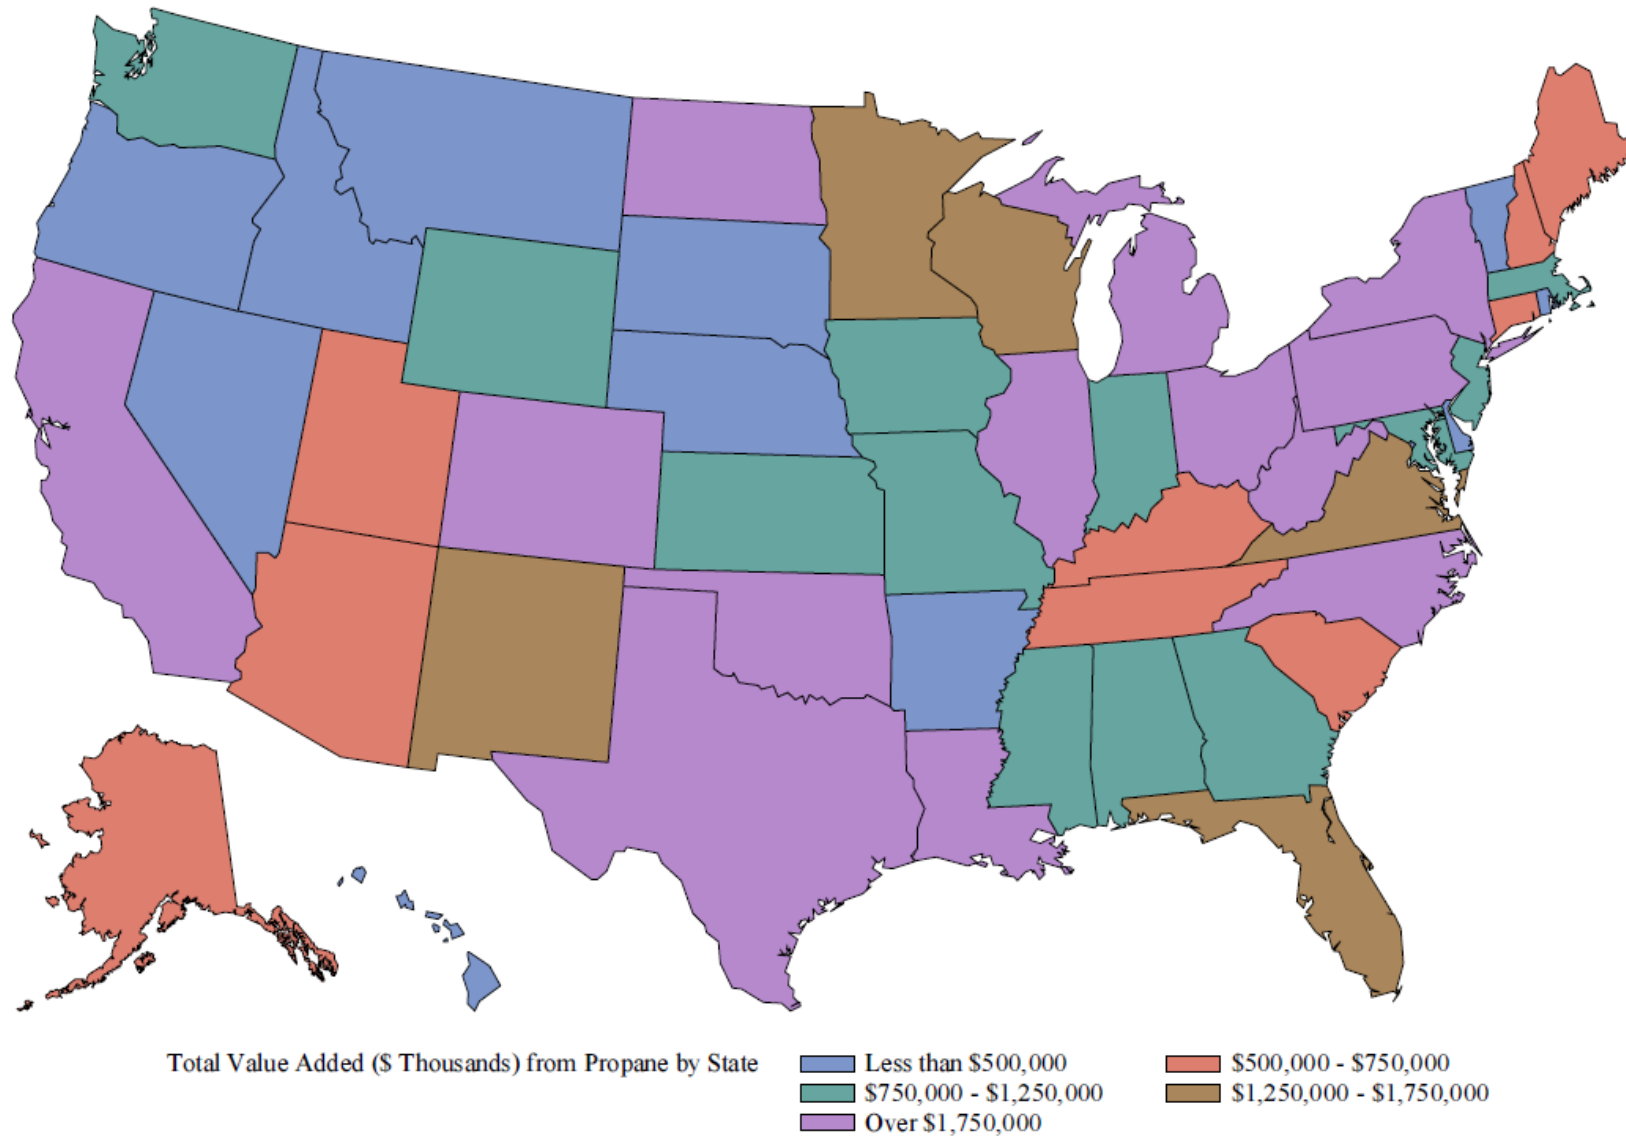 Total Value Added ($ Thousands) from Propane by State
Less than $500,000
$500,000 - $750,000
$750,000 - $1,250,000
$1,250,000 - $1,750,000
Over $1,750,000